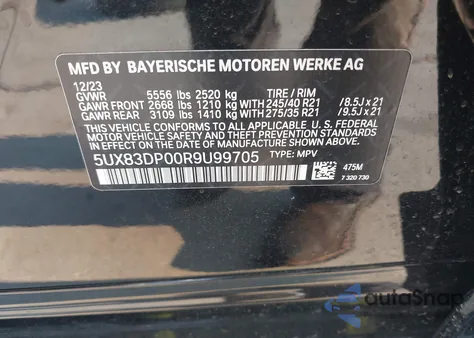 MFD BY BAYERISCHE MOTOREN WERKE AG
12/23
GVWR 5556 lbs 2520 kg TIRE / RIM
GAWR FRONT 2668 lbs 1210 kg WITH 245/40 R21 /8.5J x 21
GAWR REAR 3109 lbs 1410 kg WITH 275/35 R21 /9.5J x 21
THIS VEHICLE CONFORMS TO ALL APPLICABLE U.S. FEDERAL
MOTOR VEHICLE SAFETY, BUMPER, AND THEFT PREVENTION
STANDARDS IN EFFECT ON THE DATE OF MANUFACTURE
SHOWN ABOVE.
5UX83DP00R9U99705 TYPE: MPV
475M
7 320 730
autoSnap